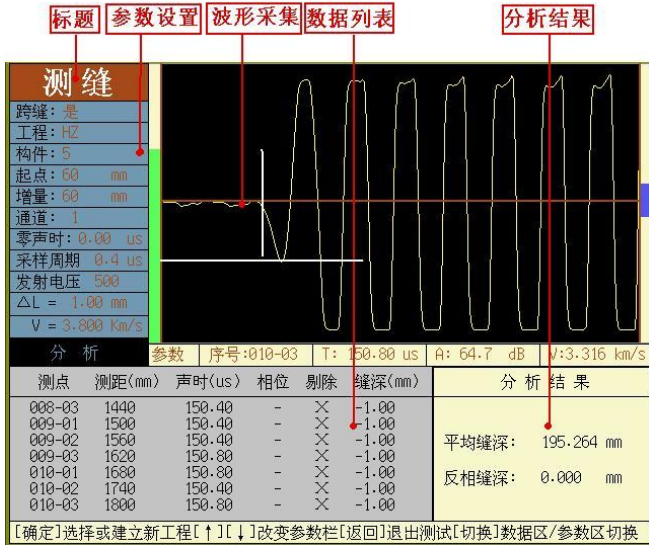 标题 参数设置 波形采集 数据列表 分析结果
测缝
跨缝：是
工程：HZ
构件：5
起点：60 mm
增量：60 mm
通道： 1
零声时：0.00 us
采样周期 0.4 us
发射电压 500
△L = 1.00 mm
V = 3.800 Km/s
分 析 参数 序号:010-03 T: 150.80 us A: 64.7 dB V:3.316 km/s
测点 测距(mm) 声时(us) 相位 剔除 缝深(mm) 分 析 结 果
008-03 1440 150.40 - X -1.00
009-01 1500 150.40 - X -1.00
009-02 1560 150.40 - X -1.00
009-03 1620 150.80 - X -1.00
010-01 1680 150.80 - X -1.00
010-02 1740 150.40 - X -1.00
010-03 1800 150.80 - X -1.00
平均缝深： 195.264 mm
反相缝深： 0.000 mm
[确定]选择或建立新工程[↑][↓]改变参数栏[返回]退出测试[切换]数据区/参数区切换